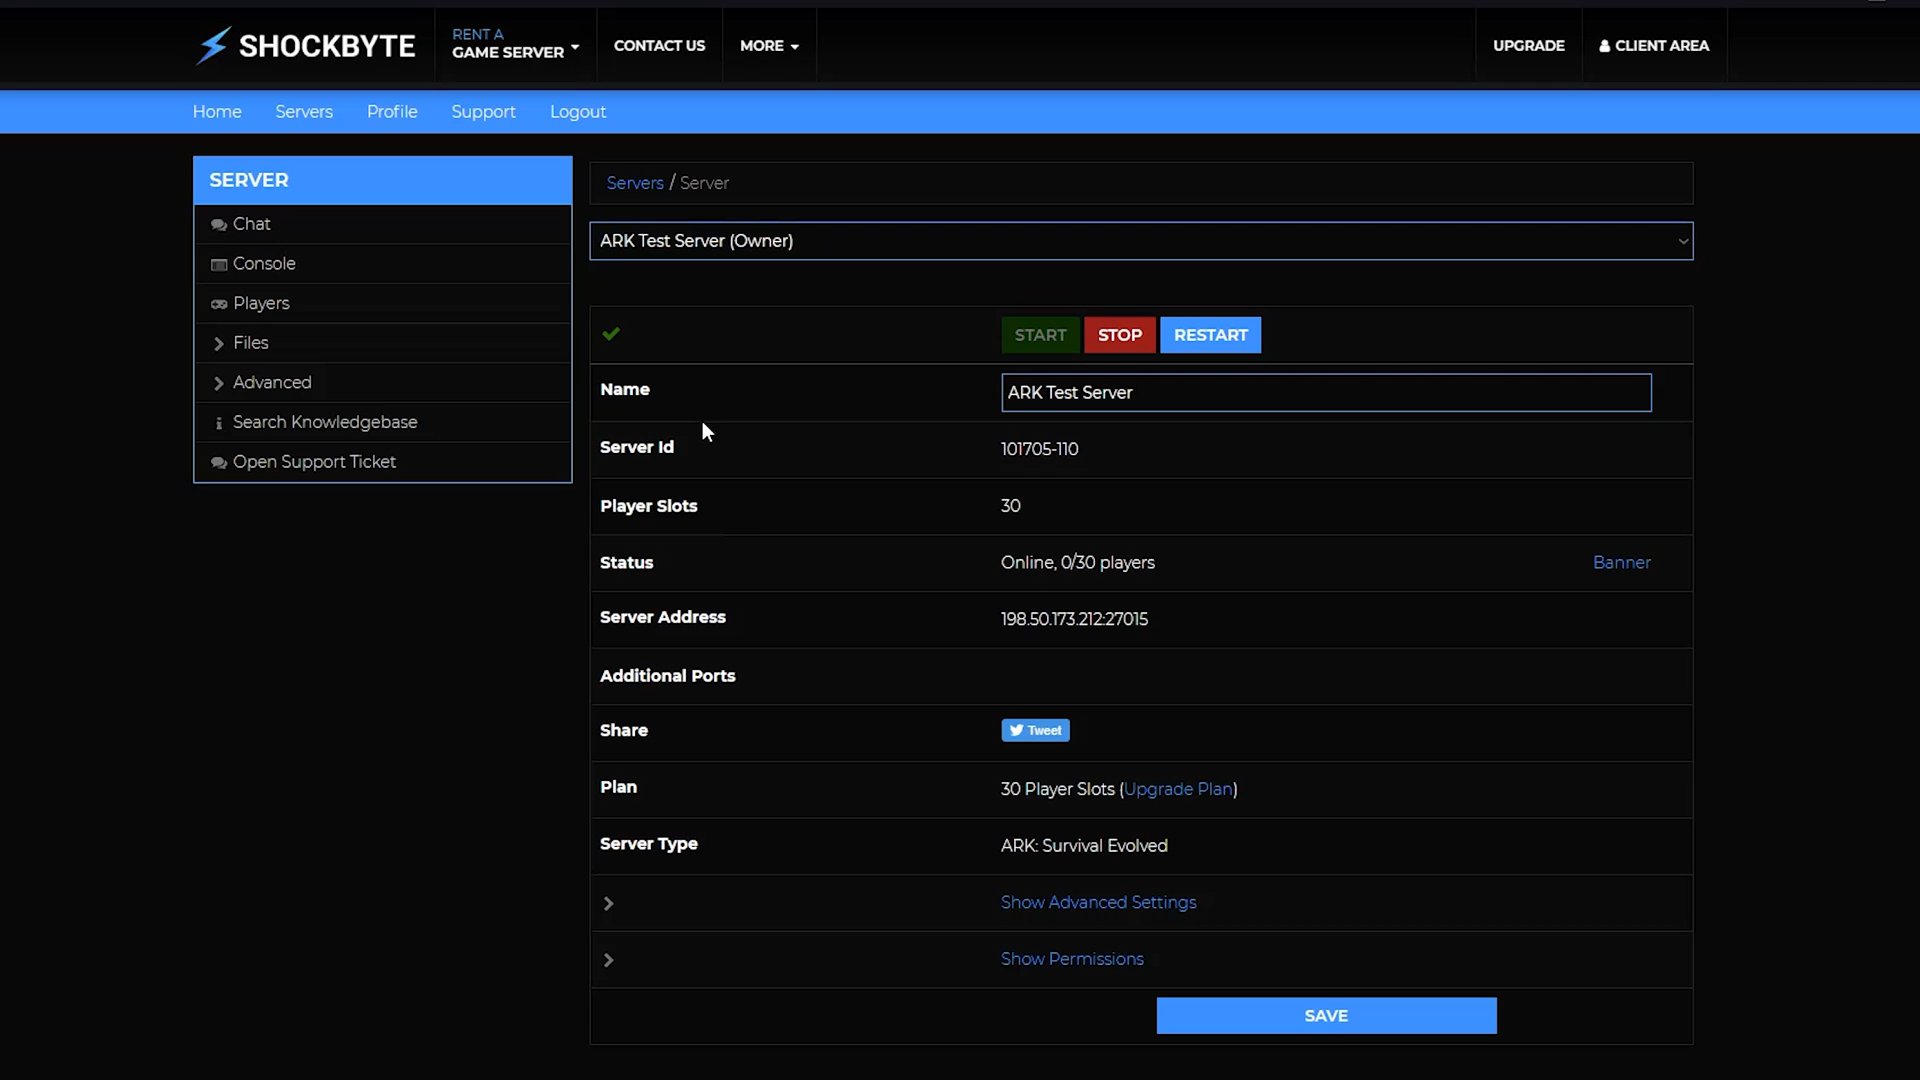 SHOCKBYTE
RENT A
GAME SERVER
CONTACT US
MORE
UPGRADE
CLIENT AREA
Home
Servers
Profile
Support
Logout
SERVER
Chat
Console
Players
Files
Advanced
Search Knowledgebase
Open Support Ticket
Servers / Server
ARK Test Server (Owner)
START
STOP
RESTART
Name
ARK Test Server
Server Id
101705-110
Player Slots
30
Status
Online, 0/30 players
Banner
Server Address
198.50.173.212:27015
Additional Ports
Share
Tweet
Plan
30 Player Slots (Upgrade Plan)
Server Type
ARK: Survival Evolved
Show Advanced Settings
Show Permissions
SAVE